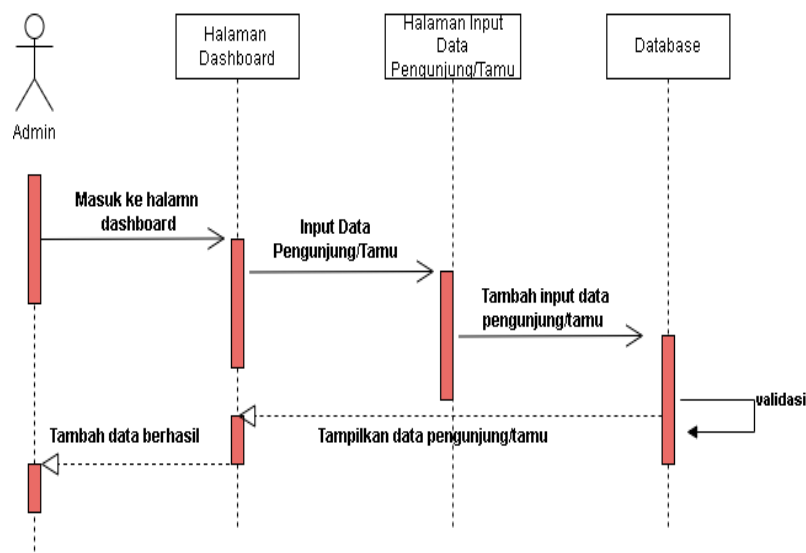 Halaman
Dashboard
Halaman Input
Data
Pengunjung/Tamu
Database
Admin
Masuk ke halamn
dashboard
Input Data
Pengunjung/Tamu
Tambah input data
pengunjung/tamu
validasi
Tampilkan data pengunjung/tamu
Tambah data berhasil